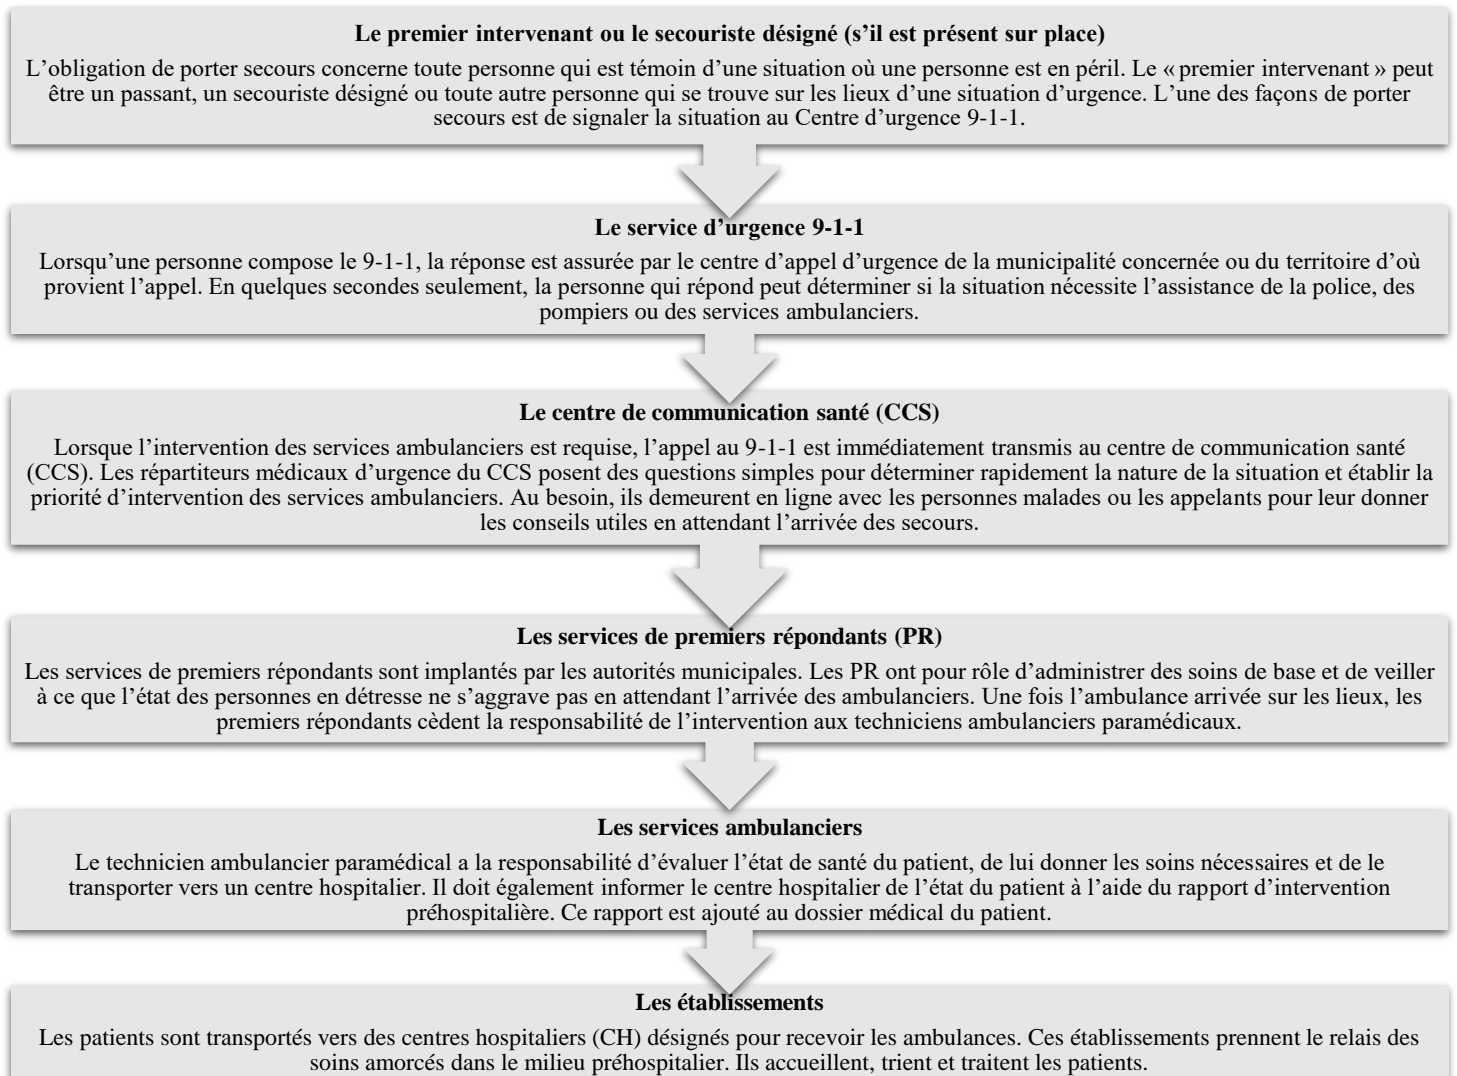 Le premier intervenant ou le secouriste désigné (s’il est présent sur place)
L’obligation de porter secours concerne toute personne qui est témoin d’une situation où une personne est en péril. Le « premier intervenant » peut
être un passant, un secouriste désigné ou toute autre personne qui se trouve sur les lieux d’une situation d’urgence. L’une des façons de porter
secours est de signaler la situation au Centre d’urgence 9-1-1.
Le service d’urgence 9-1-1
Lorsqu’une personne compose le 9-1-1, la réponse est assurée par le centre d’appel d’urgence de la municipalité concernée ou du territoire d’où
provient l’appel. En quelques secondes seulement, la personne qui répond peut déterminer si la situation nécessite l’assistance de la police, des
pompiers ou des services ambulanciers.
Le centre de communication santé (CCS)
Lorsque l’intervention des services ambulanciers est requise, l’appel au 9-1-1 est immédiatement transmis au centre de communication santé
(CCS). Les répartiteurs médicaux d’urgence du CCS posent des questions simples pour déterminer rapidement la nature de la situation et établir la
priorité d’intervention des services ambulanciers. Au besoin, ils demeurent en ligne avec les personnes malades ou les appelants pour leur donner
les conseils utiles en attendant l’arrivée des secours.
Les services de premiers répondants (PR)
Les services de premiers répondants sont implantés par les autorités municipales. Les PR ont pour rôle d’administrer des soins de base et de veiller
à ce que l’état des personnes en détresse ne s’aggrave pas en attendant l’arrivée des ambulanciers. Une fois l’ambulance arrivée sur les lieux, les
premiers répondants cèdent la responsabilité de l’intervention aux techniciens ambulanciers paramédicaux.
Les services ambulanciers
Le technicien ambulancier paramédical a la responsabilité d’évaluer l’état de santé du patient, de lui donner les soins nécessaires et de le
transporter vers un centre hospitalier. Il doit également informer le centre hospitalier de l’état du patient à l’aide du rapport d’intervention
préhospitalière. Ce rapport est ajouté au dossier médical du patient.
Les établissements
Les patients sont transportés vers des centres hospitaliers (CH) désignés pour recevoir les ambulances. Ces établissements prennent le relais des
soins amorcés dans le milieu préhospitalier. Ils accueillent, trient et traitent les patients.